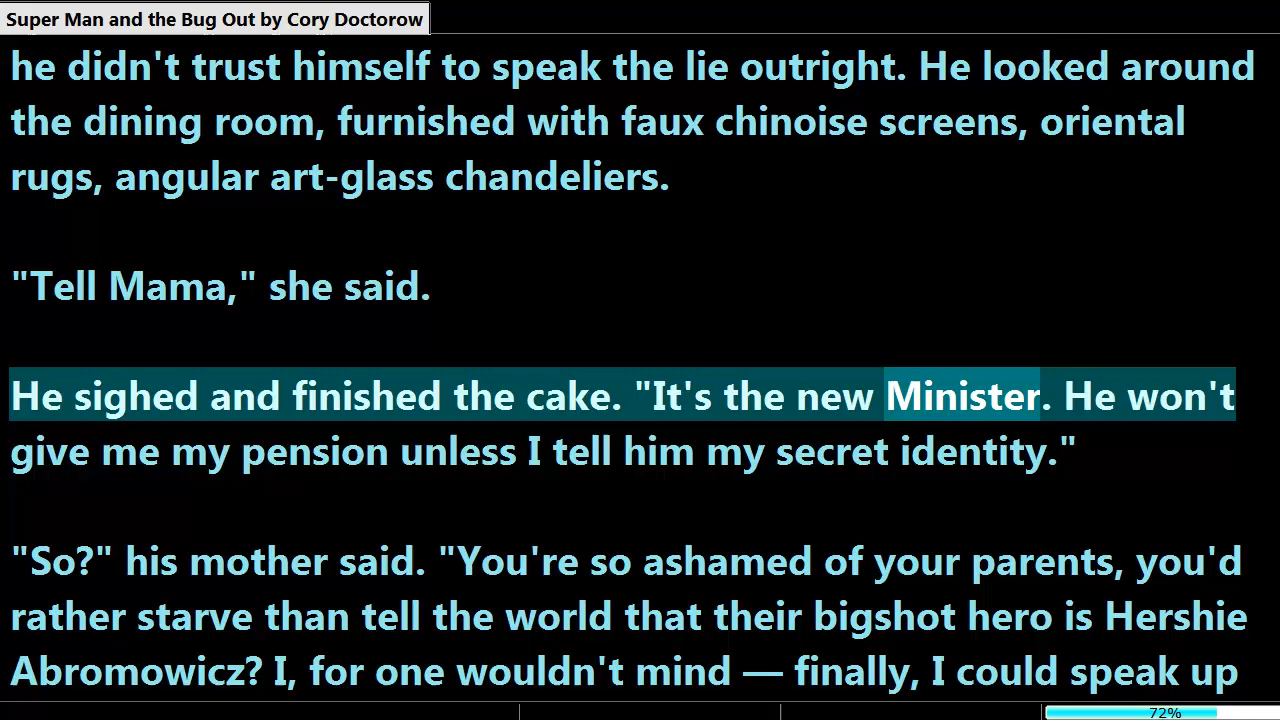 Super Man and the Bug Out by Cory Doctorow
he didn't trust himself to speak the lie outright. He looked around
the dining room, furnished with faux chinoise screens, oriental
rugs, angular art-glass chandeliers.
"Tell Mama," she said.
He sighed and finished the cake. "It's the new Minister. He won't
give me my pension unless I tell him my secret identity."
"So?" his mother said. "You're so ashamed of your parents, you'd
rather starve than tell the world that their bigshot hero is Hershie
Abromowicz? I, for one wouldn't mind — finally, I could speak up
72%